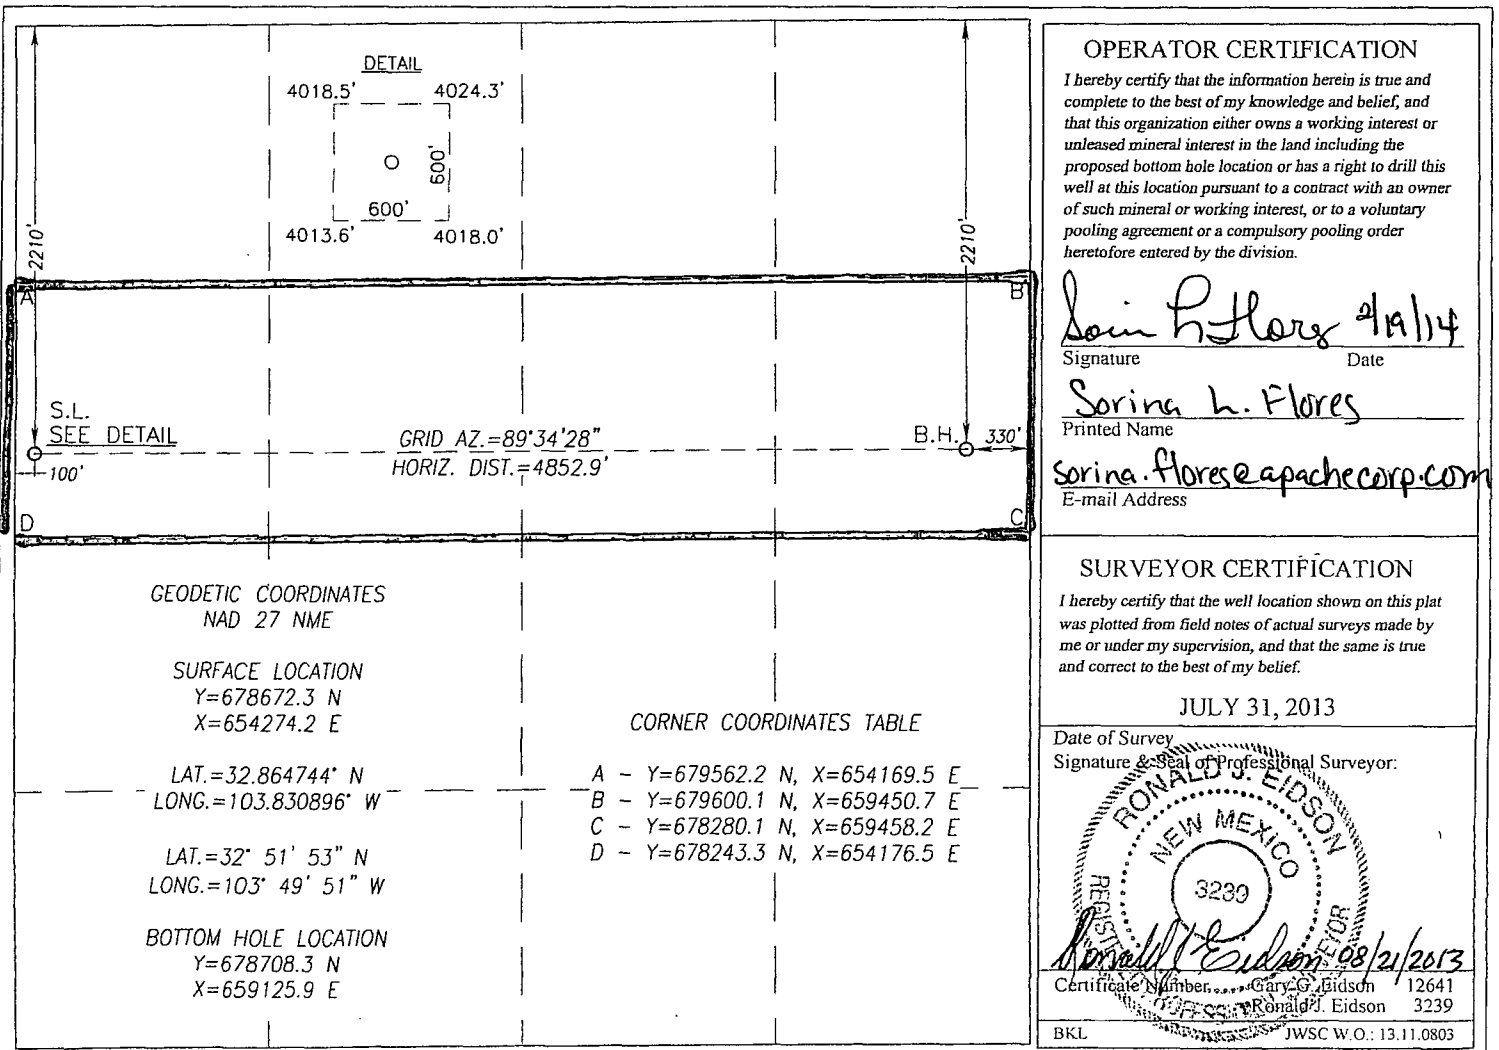 DETAIL
4018.5' 4024.3'
600'
600'
4013.6' 4018.0'
2210'
2210'
A
B
S.L.
SEE DETAIL
100'
GRID AZ.=89°34'28"
HORIZ. DIST.=4852.9'
B.H.
330'
D
C
GEODETIC COORDINATES
NAD 27 NME
SURFACE LOCATION
Y=678672.3 N
X=654274.2 E
LAT.=32.864744° N
LONG.=103.830896° W
LAT.=32° 51' 53" N
LONG.=103° 49' 51" W
BOTTOM HOLE LOCATION
Y=678708.3 N
X=659125.9 E
CORNER COORDINATES TABLE
A - Y=679562.2 N, X=654169.5 E
B - Y=679600.1 N, X=659450.7 E
C - Y=678280.1 N, X=659458.2 E
D - Y=678243.3 N, X=654176.5 E
OPERATOR CERTIFICATION
I hereby certify that the information herein is true and
complete to the best of my knowledge and belief, and
that this organization either owns a working interest or
unleased mineral interest in the land including the
proposed bottom hole location or has a right to drill this
well at this location pursuant to a contract with an owner
of such mineral or working interest, or to a voluntary
pooling agreement or a compulsory pooling order
heretofore entered by the division.
Sorina L. Flores 2/19/14
Signature Date
Sorina L. Flores
Printed Name
sorina.flores@apachecorp.com
E-mail Address
SURVEYOR CERTIFICATION
I hereby certify that the well location shown on this plat
was plotted from field notes of actual surveys made by
me or under my supervision, and that the same is true
and correct to the best of my belief.
JULY 31, 2013
Date of Survey
Signature & Seal of Professional Surveyor:
RONALD J. EIDSON
NEW MEXICO
3239
REGISTERED PROFESSIONAL SURVEYOR
Ronald J Eidson 08/21/2013
Certificate Number Gary G. Eidson 12641
Ronald J. Eidson 3239
BKL JWSC W.O.: 13.11.0803